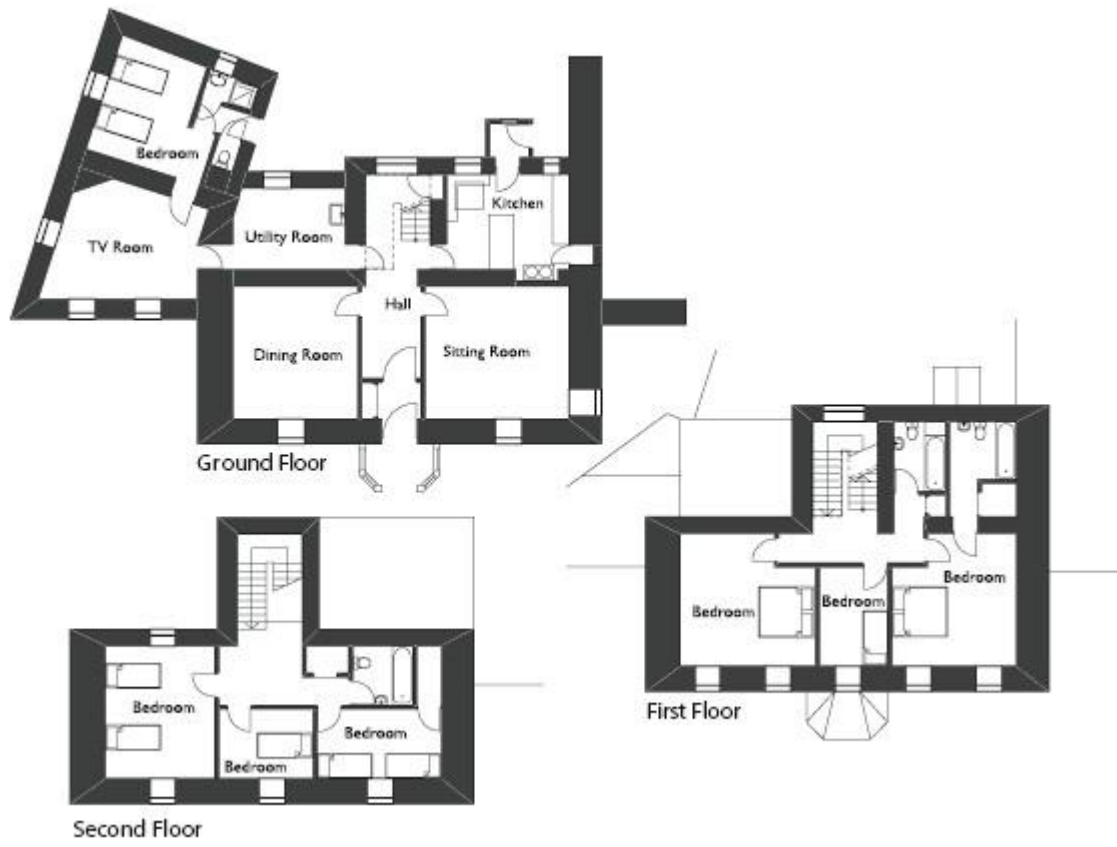 Bedroom
Kitchen
TV Room
Utility Room
Hall
Dining Room
Sitting Room
Ground Floor
Bedroom
Bedroom
Bedroom
First Floor
Bedroom
Bedroom
Bedroom
Second Floor